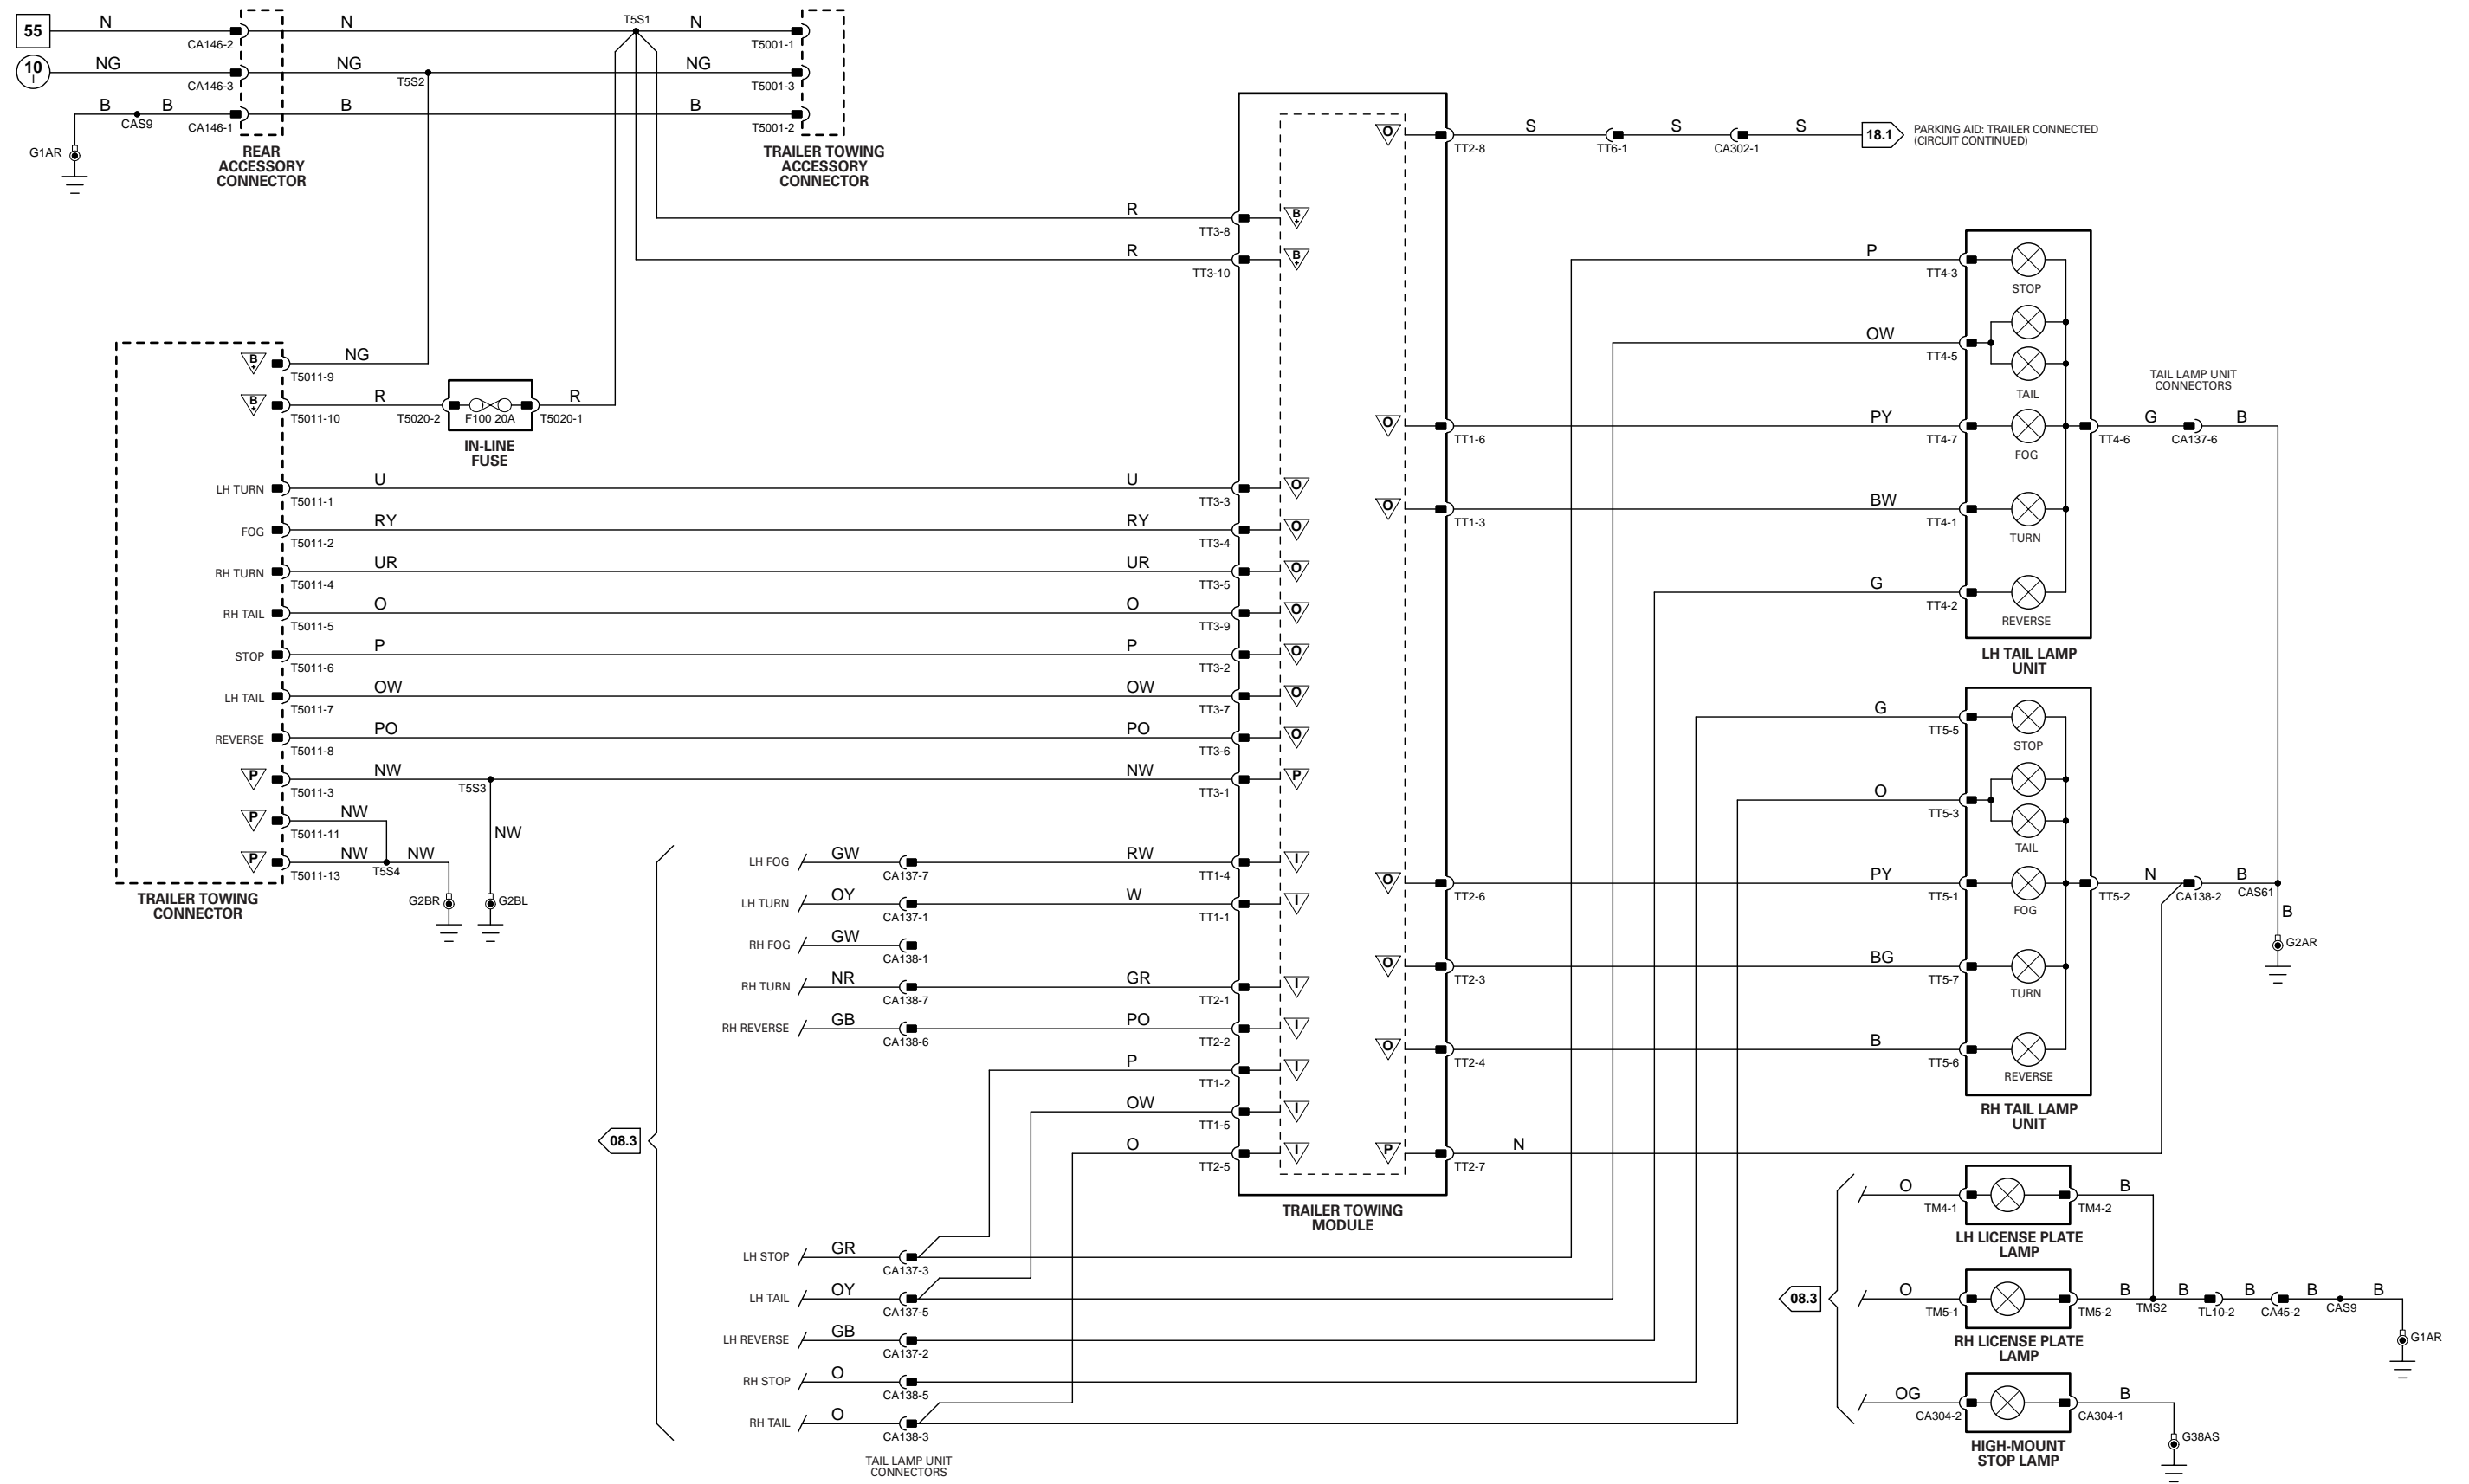 55
N
CA146-2
N
T5S1
N
T5001-1
10
I
NG
CA146-3
NG
T5S2
NG
T5001-3
B
CAS9
B
CA146-1
B
B
T5001-2
G1AR
REAR
ACCESSORY
CONNECTOR
TRAILER TOWING
ACCESSORY
CONNECTOR
O
TT2-8
S
TT6-1
S
CA302-1
S
18.1
PARKING AID: TRAILER CONNECTED
(CIRCUIT CONTINUED)
R
TT3-8
B
+
R
TT3-10
B
+
B
+
T5011-9
NG
B
+
T5011-10
R
T5020-2
F100 20A
T5020-1
R
IN-LINE
FUSE
LH TURN
T5011-1
U
U
TT3-3
O
FOG
T5011-2
RY
RY
TT3-4
O
RH TURN
T5011-4
UR
UR
TT3-5
O
RH TAIL
T5011-5
O
O
TT3-9
O
STOP
T5011-6
P
P
TT3-2
O
LH TAIL
T5011-7
OW
OW
TT3-7
O
REVERSE
T5011-8
PO
PO
TT3-6
O
P
T5011-3
NW
T5S3
NW
TT3-1
P
P
T5011-11
NW
NW
P
T5011-13
NW
T5S4
NW
G2BR
G2BL
TRAILER TOWING
CONNECTOR
08.3
LH FOG
GW
CA137-7
RW
TT1-4
I
LH TURN
OY
CA137-1
W
TT1-1
I
RH FOG
GW
CA138-1
RH TURN
NR
CA138-7
GR
TT2-1
I
RH REVERSE
GB
CA138-6
PO
TT2-2
I
P
TT1-2
I
OW
TT1-5
I
O
TT2-5
I
P
TT2-7
N
TRAILER TOWING
MODULE
LH STOP
GR
CA137-3
LH TAIL
OY
CA137-5
LH REVERSE
GB
CA137-2
RH STOP
O
CA138-5
RH TAIL
O
CA138-3
TAIL LAMP UNIT
CONNECTORS
P
TT4-3
STOP
OW
TT4-5
TAIL
O
TT1-6
PY
TT4-7
FOG
O
TT1-3
BW
TT4-1
TURN
G
TT4-2
REVERSE
LH TAIL LAMP
UNIT
TAIL LAMP UNIT
CONNECTORS
TT4-6
G
CA137-6
B
G
TT5-5
STOP
O
TT5-3
TAIL
O
TT2-6
PY
TT5-1
FOG
O
TT2-3
BG
TT5-7
TURN
O
TT2-4
B
TT5-6
REVERSE
RH TAIL LAMP
UNIT
TT5-2
N
CA138-2
B
CAS61
B
G2AR
08.3
O
TM4-1
TM4-2
B
LH LICENSE PLATE
LAMP
O
TM5-1
TM5-2
B
TMS2
B
TL10-2
B
CA45-2
B
CAS9
B
G1AR
RH LICENSE PLATE
LAMP
OG
CA304-2
CA304-1
B
G38AS
HIGH-MOUNT
STOP LAMP